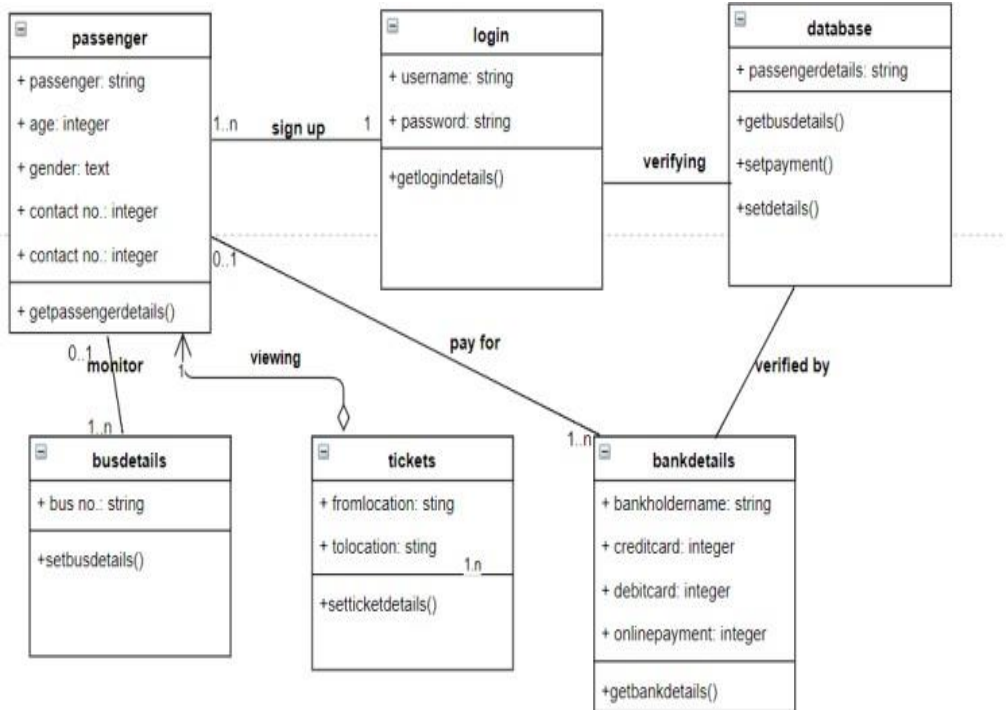 passenger
+ passenger: string
+ age: integer
+ gender: text
+ contact no.: integer
+ contact no.: integer
+ getpassengerdetails()
1..n
sign up
1
login
+ username: string
+ password: string
+getlogindetails()
verifying
database
+ passengerdetails: string
+getbusdetails()
+setpayment()
+setdetails()
0..1
pay for
1..n
verified by
0..1
monitor
1..n
1
viewing
busdetails
+ bus no.: string
+setbusdetails()
tickets
+ fromlocation: sting
+ tolocation: sting
1.n
+setticketdetails()
bankdetails
+ bankholdername: string
+ creditcard: integer
+ debitcard: integer
+ onlinepayment: integer
+getbankdetails()